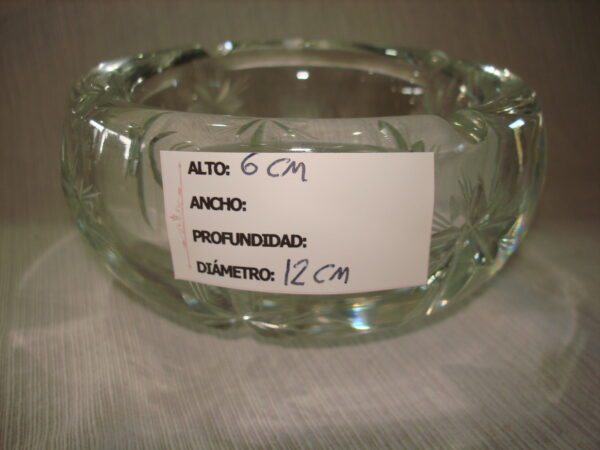 ALTO: 6 CM
ANCHO:
PROFUNDIDAD:
DIÁMETRO: 12 CM